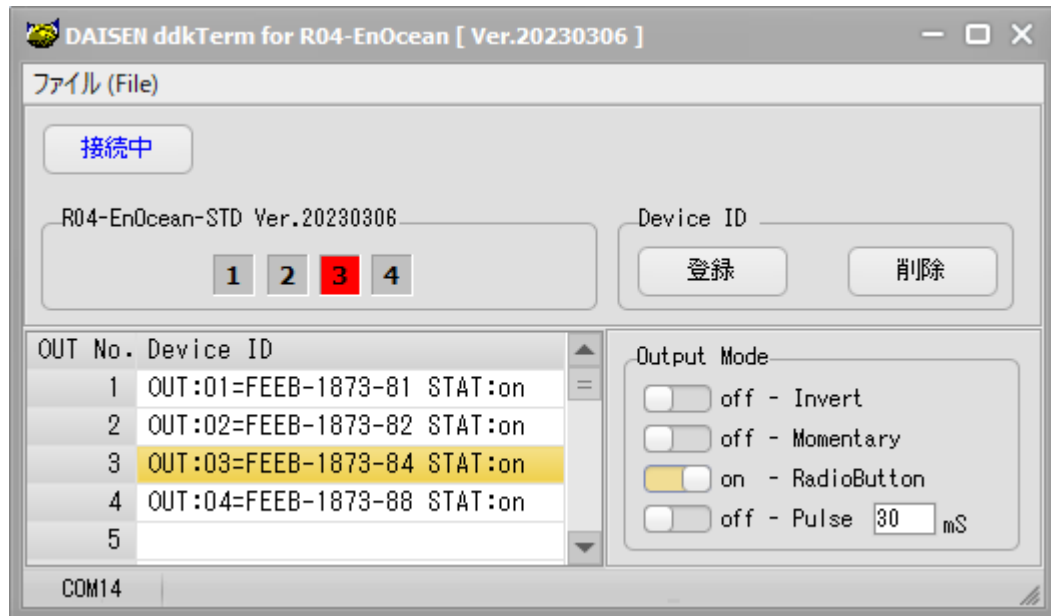 DAISEN ddkTerm for R04-EnOcean [ Ver.20230306 ]
ファイル (File)
接続中
R04-EnOcean-STD Ver.20230306
1 2 3 4
Device ID
登録 削除
OUT No. Device ID
1 OUT:01=FEEB-1873-81 STAT:on
2 OUT:02=FEEB-1873-82 STAT:on
3 OUT:03=FEEB-1873-84 STAT:on
4 OUT:04=FEEB-1873-88 STAT:on
5
Output Mode
off - Invert
off - Momentary
on - RadioButton
off - Pulse 30 mS
COM14